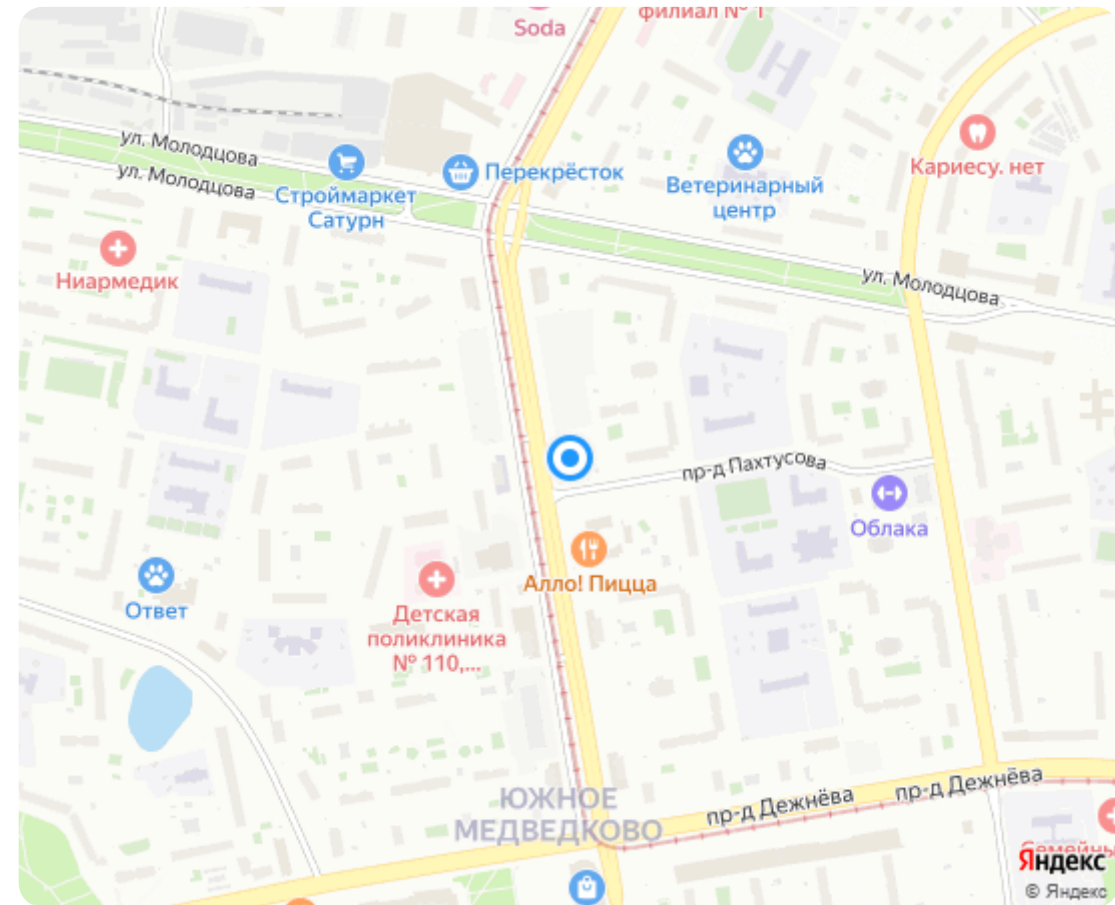 филиал № 1
Soda
ул. Молодцова
ул. Молодцова
Строймаркет
Сатурн
Перекрёсток
Ветеринарный
центр
Кариесу. нет
Ниармедик
ул. Молодцова
пр-д Пахтусова
Облака
Алло! Пицца
Ответ
Детская
поликлиника
№ 110,...
ЮЖНОЕ
МЕДВЕДКОВО
пр-д Дежнёва
пр-д Дежнёва
Семейны
Яндекс
© Яндекс